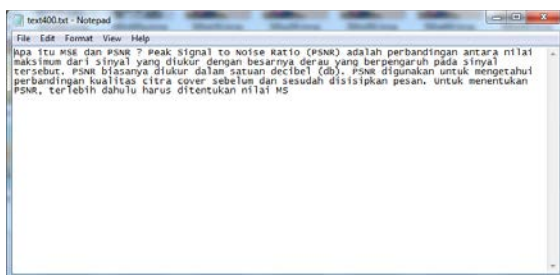 text400.txt - Notepad
File Edit Format View Help
Apa itu MSE dan PSNR ? Peak Signal to Noise Ratio (PSNR) adalah perbandingan antara nilai
maksimum dari sinyal yang diukur dengan besarnya derau yang berpengaruh pada sinyal
tersebut. PSNR biasanya diukur dalam satuan decibel (db). PSNR digunakan untuk mengetahui
perbandingan kualitas citra cover sebelum dan sesudah disisipkan pesan. Untuk menentukan
PSNR, terlebih dahulu harus ditentukan nilai MS